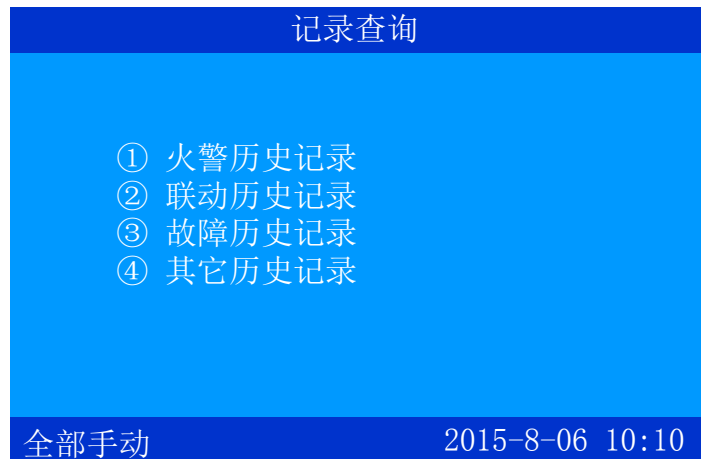 记录查询
① 火警历史记录
② 联动历史记录
③ 故障历史记录
④ 其它历史记录
全部手动 2015-8-06 10:10